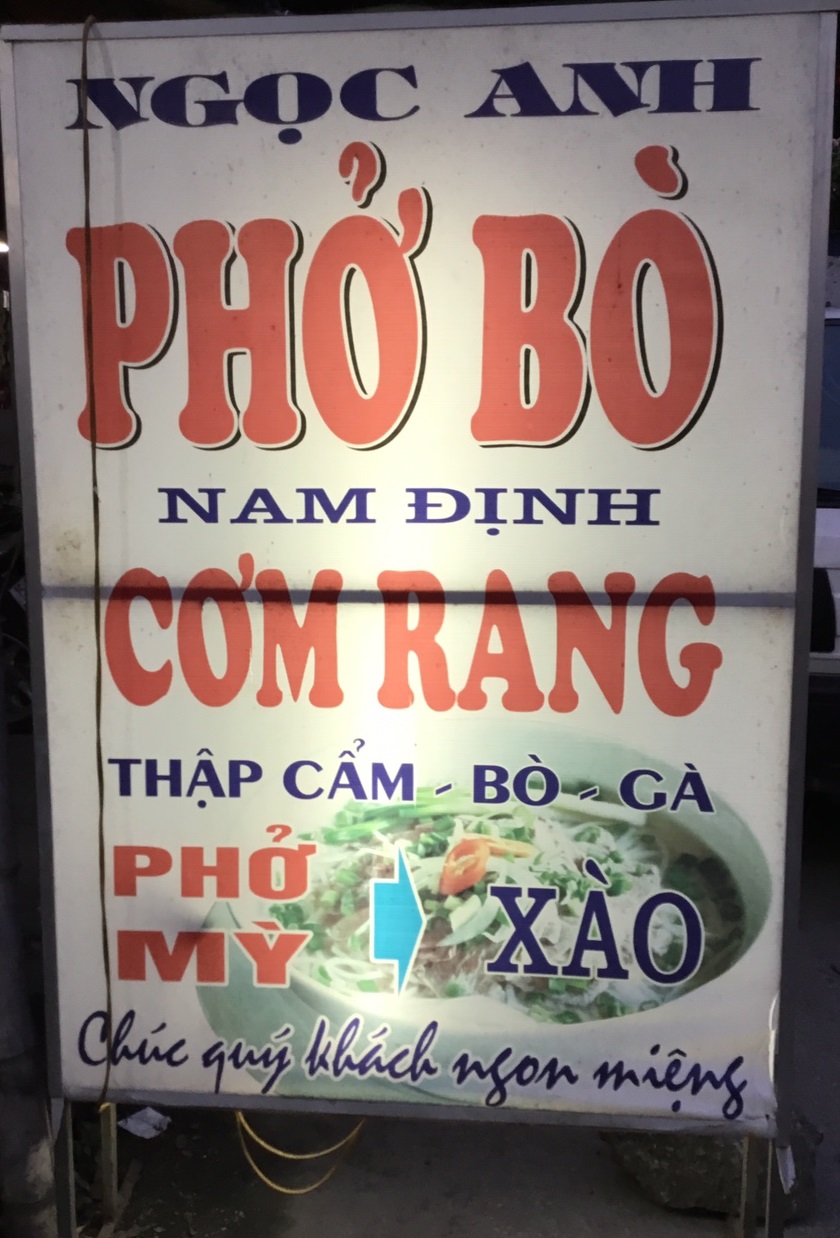 NGỌC ANH
PHỞ BÒ
NAM ĐỊNH
CƠM RANG
THẬP CẨM - BÒ - GÀ
PHỞ
MỲ
XÀO
Chúc quý khách ngon miệng